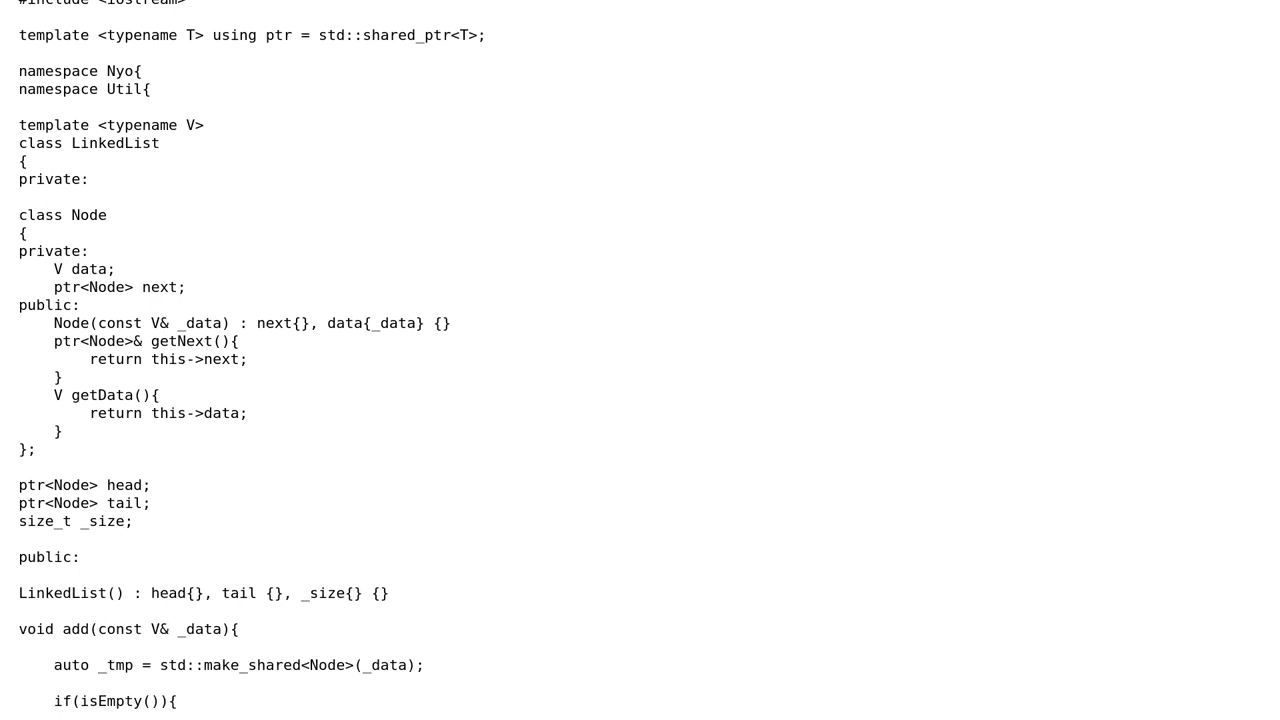 #include <iostream>
template <typename T> using ptr = std::shared_ptr<T>;
namespace Nyo{
namespace Util{
template <typename V>
class LinkedList
{
private:
class Node
{
private:
    V data;
    ptr<Node> next;
public:
    Node(const V& _data) : next{}, data{_data} {}
    ptr<Node>& getNext(){
        return this->next;
    }
    V getData(){
        return this->data;
    }
};
ptr<Node> head;
ptr<Node> tail;
size_t _size;
public:
LinkedList() : head{}, tail {}, _size{} {}
void add(const V& _data){
    auto _tmp = std::make_shared<Node>(_data);
    if(isEmpty()){